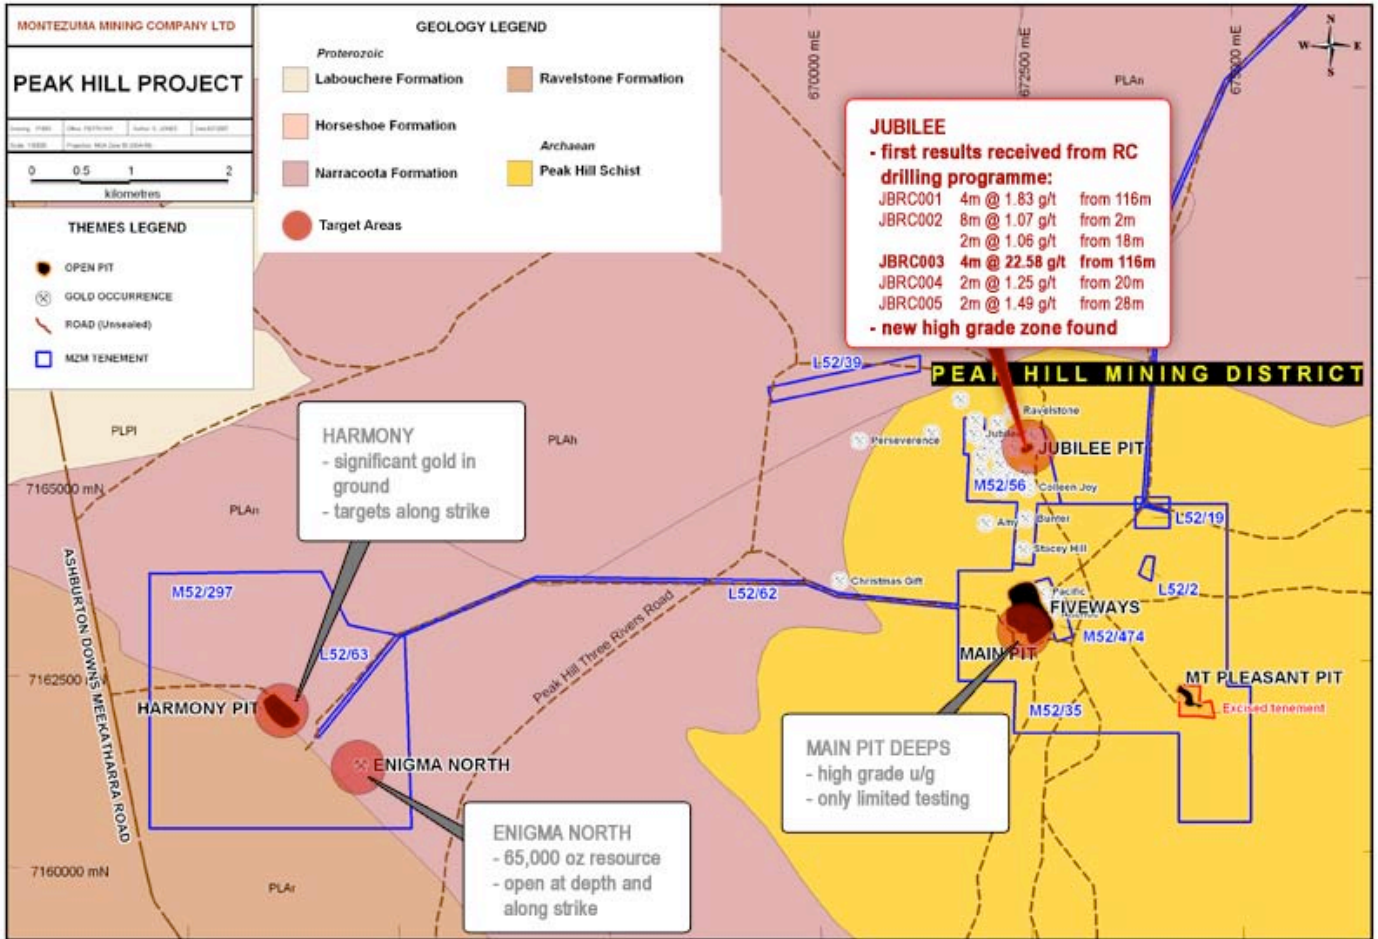 MONTEZUMA MINING COMPANY LTD
PEAK HILL PROJECT
0 0.5 1 2
kilometres
THEMES LEGEND
OPEN PIT
GOLD OCCURRENCE
ROAD (Unsealed)
MZM TENEMENT
GEOLOGY LEGEND
Proterozoic
Labouchere Formation
Ravelstone Formation
Horseshoe Formation
Archaean
Narracoota Formation
Peak Hill Schist
Target Areas
670000 mE
PLAn
N
W E
S
JUBILEE
- first results received from RC
drilling programme:
JBRC001 4m @ 1.83 g/t from 116m
JBRC002 8m @ 1.07 g/t from 2m
2m @ 1.06 g/t from 18m
JBRC003 4m @ 22.58 g/t from 116m
JBRC004 2m @ 1.25 g/t from 20m
JBRC005 2m @ 1.49 g/t from 28m
- new high grade zone found
L52/39
PEAK HILL MINING DISTRICT
Ravelstone
Perseverence
JUBILEE PIT
M52/56
Colleen Joy
Amy
Bunter
L52/19
Stacey Hill
Christmas Gift
L52/2
Pacific
FIVEWAYS
M52/474
MAIN PIT
MT PLEASANT PIT
Excised tenement
M52/35
PLPl
PLAh
PLAn
7165000 mN
HARMONY
- significant gold in
ground
- targets along strike
ASHBURTON DOWNS MEEKATHARRA ROAD
M52/297
L52/63
L52/62
Peak Hill Three Rivers Road
7162500 mN
HARMONY PIT
ENIGMA NORTH
MAIN PIT DEEPS
- high grade u/g
- only limited testing
ENIGMA NORTH
- 65,000 oz resource
- open at depth and
along strike
7160000 mN
PLAr